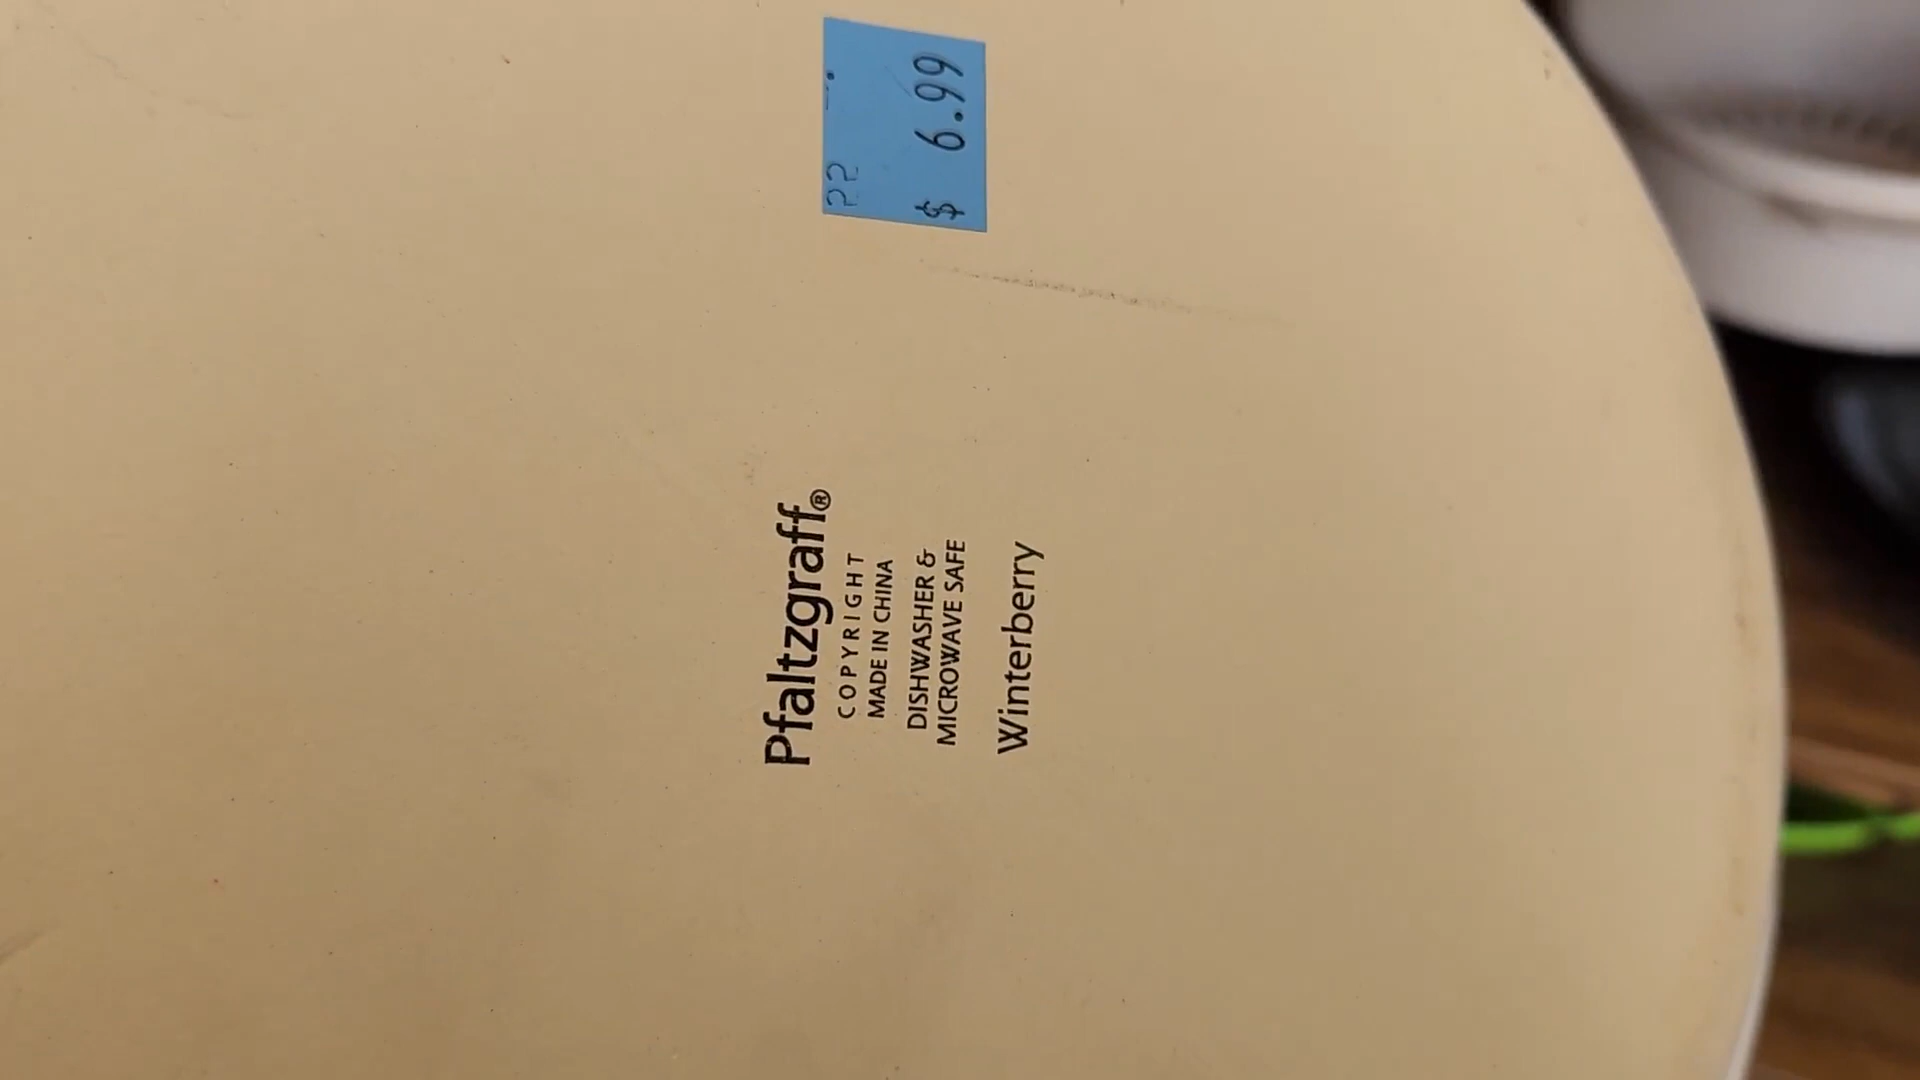 22
$ 6.99
Pfaltzgraff®
COPYRIGHT
MADE IN CHINA
DISHWASHER &
MICROWAVE SAFE
Winterberry